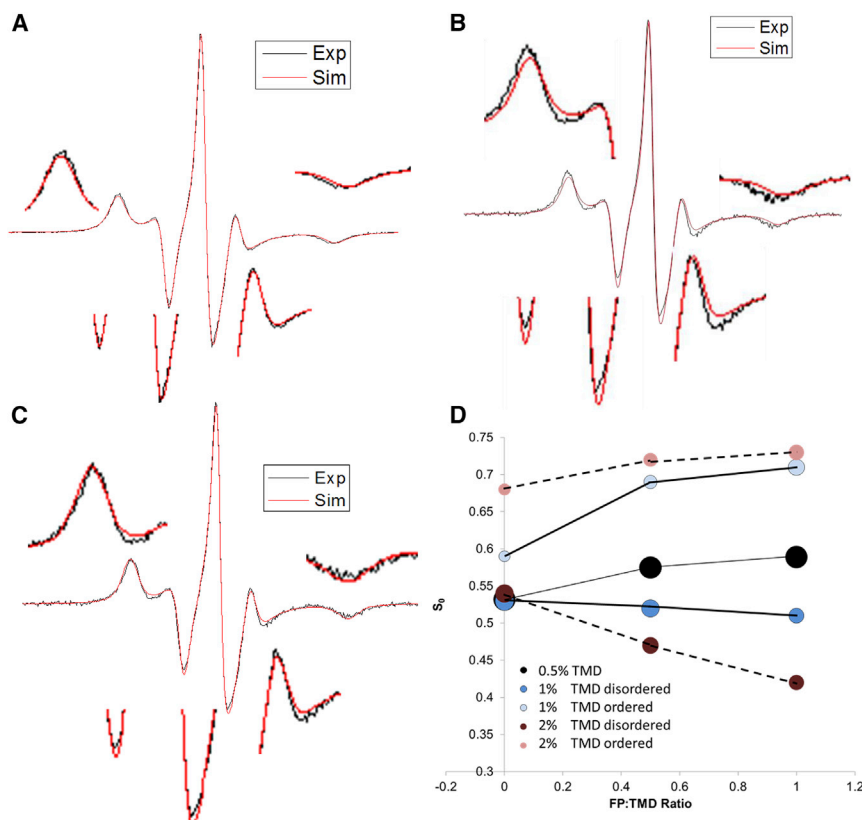 A
Exp
Sim
B
Exp
Sim
C
Exp
Sim
D
0.75
0.7
0.65
0.6
0.55
0.5
0.45
0.4
0.35
0.3
S0
0.5% TMD
1% TMD disordered
1% TMD ordered
2% TMD disordered
2% TMD ordered
-0.2 0 0.2 0.4 0.6 0.8 1 1.2
FP:TMD Ratio